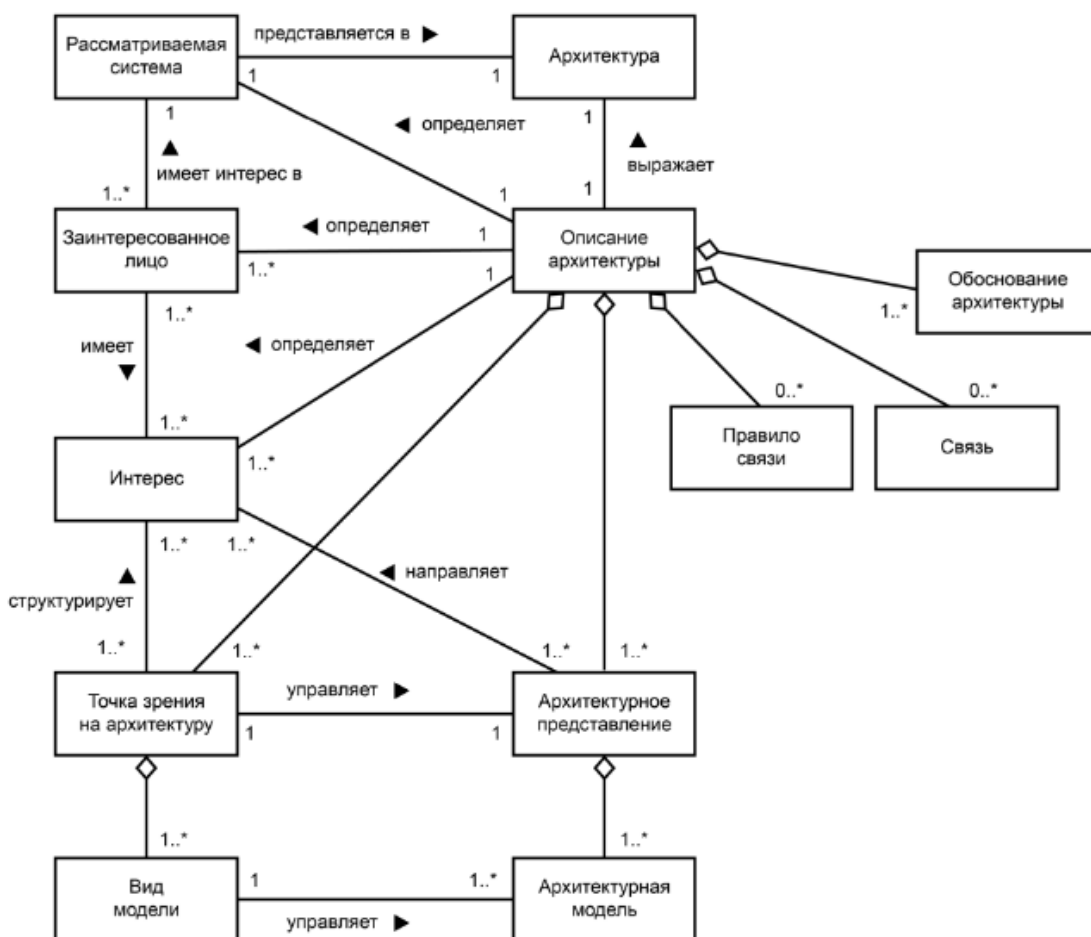 представляется в ►
Рассматриваемая
система
Архитектура
1
1
1
◄ определяет
1
▲
имеет интерес в
▲
выражает
1..*
1
1
Заинтересованное
лицо
◄ определяет
1
1..*
Описание
архитектуры
Обоснование
архитектуры
1..*
1..*
1
имеет
▼
◄ определяет
1..*
1..*
0..*
0..*
Интерес
Правило
связи
Связь
1..*
1..*
▲
структурирует
◄ направляет
1..*
1..*
1..*
1..*
Точка зрения
на архитектуру
управляет ►
1
1
Архитектурное
представление
1..*
1..*
Вид
модели
1
1..*
управляет ►
Архитектурная
модель